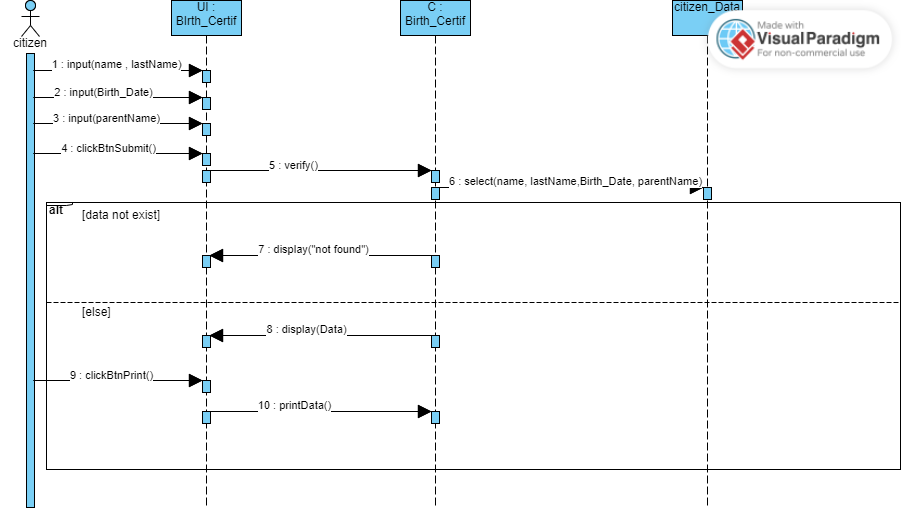 UI :
BIrth_Certif
C :
Birth_Certif
citizen_Data
Made with
Visual Paradigm
For non-commercial use
citizen
1 : input(name , lastName)
2 : input(Birth_Date)
3 : input(parentName)
4 : clickBtnSubmit()
5 : verify()
6 : select(name, lastName,Birth_Date, parentName)
alt
[data not exist]
7 : display("not found")
[else]
8 : display(Data)
9 : clickBtnPrint()
10 : printData()